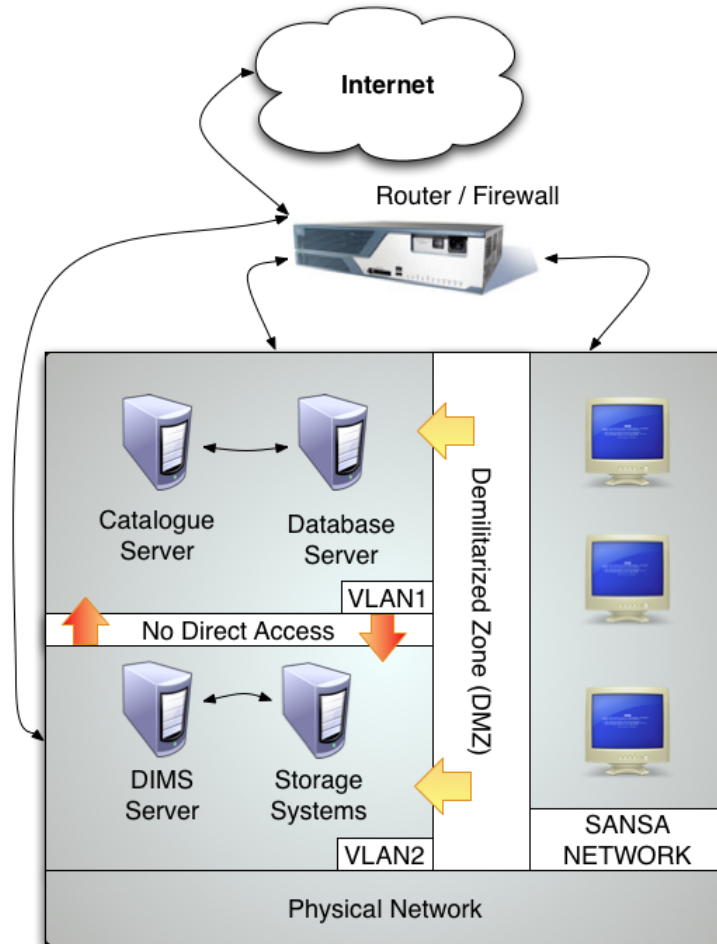 Internet
Router / Firewall
Catalogue
Server
Database
Server
VLAN1
No Direct Access
DIMS
Server
Storage
Systems
VLAN2
Demilitarized Zone (DMZ)
SANSA
NETWORK
Physical Network